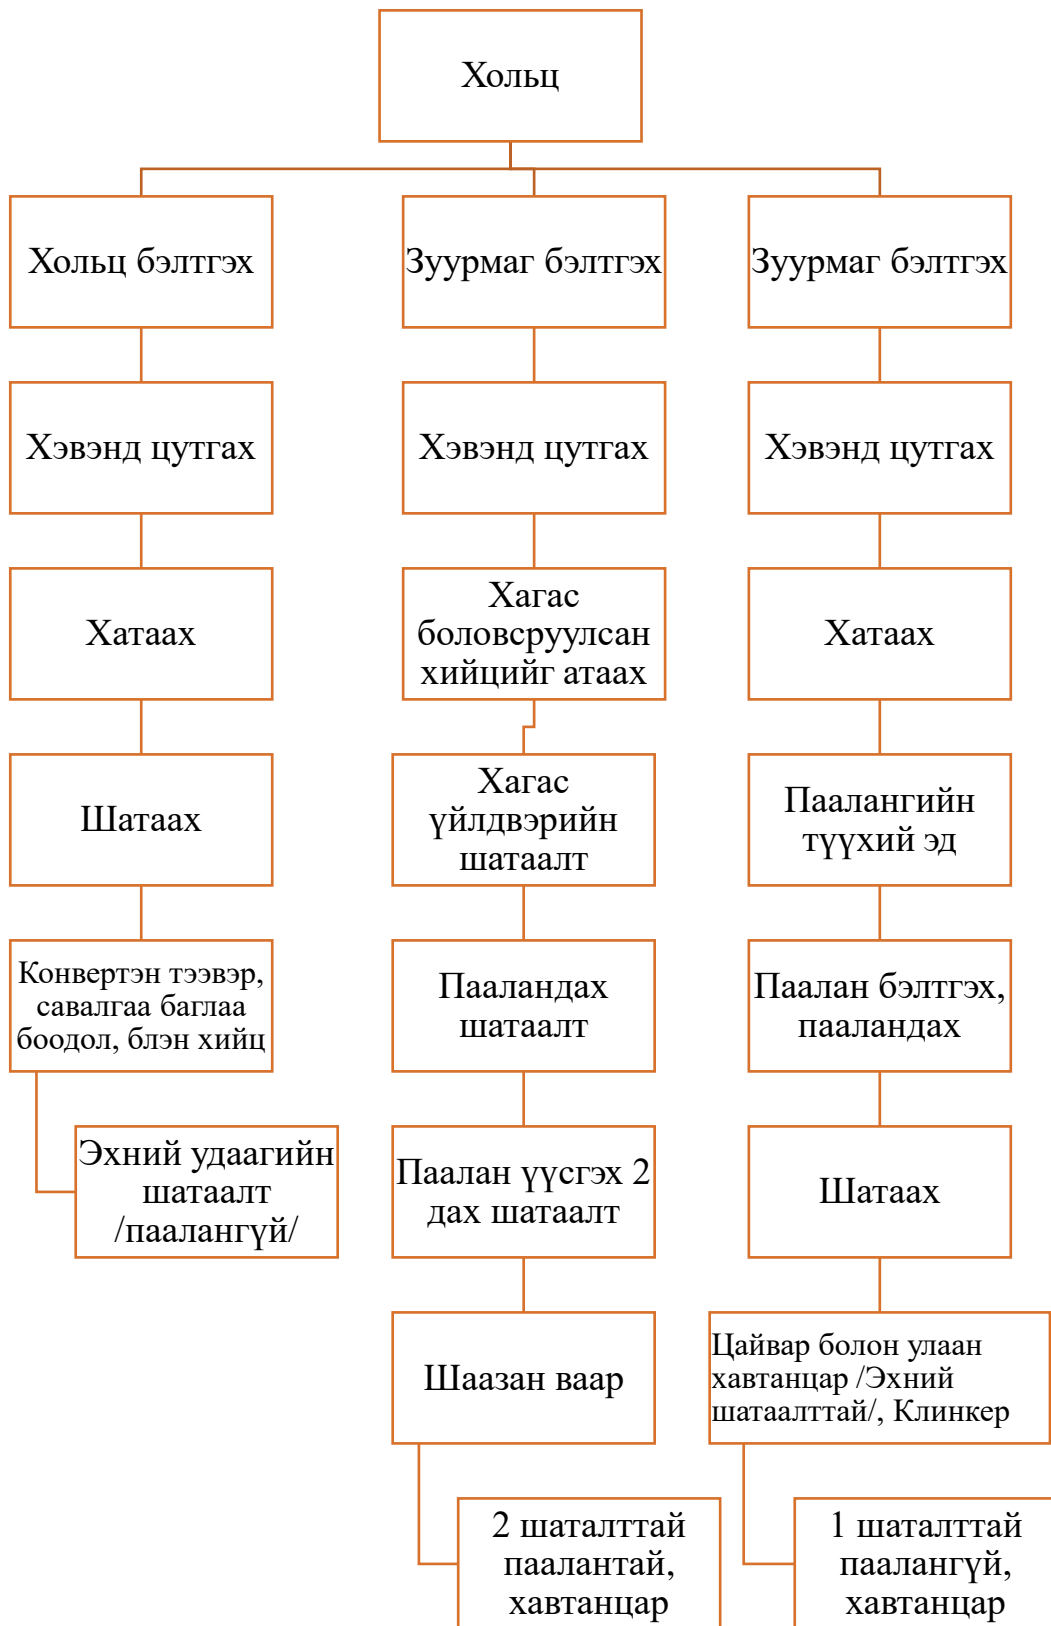 Хольц
Хольц бэлтгэх
Зуурмаг бэлтгэх
Зуурмаг бэлтгэх
Хэвэнд цутгах
Хэвэнд цутгах
Хэвэнд цутгах
Хатаах
Хагас
боловсруулсан
хийцийг атаах
Хатаах
Шатаах
Хагас
үйлдвэрийн
шатаалт
Паалангийн
түүхий эд
Конвертэн тээвэр,
савалгаа баглаа
боодол, блэн хийц
Пааландах
шатаалт
Паалан бэлтгэх,
пааландах
Эхний удаагийн
шатаалт
/паалангүй/
Паалан үүсгэх 2
дах шатаалт
Шатаах
Шаазан ваар
Цайвар болон улаан
хавтанцар /Эхний
шатаалттай/, Клинкер
2 шаталттай
паалантай,
хавтанцар
1 шаталттай
паалангүй,
хавтанцар